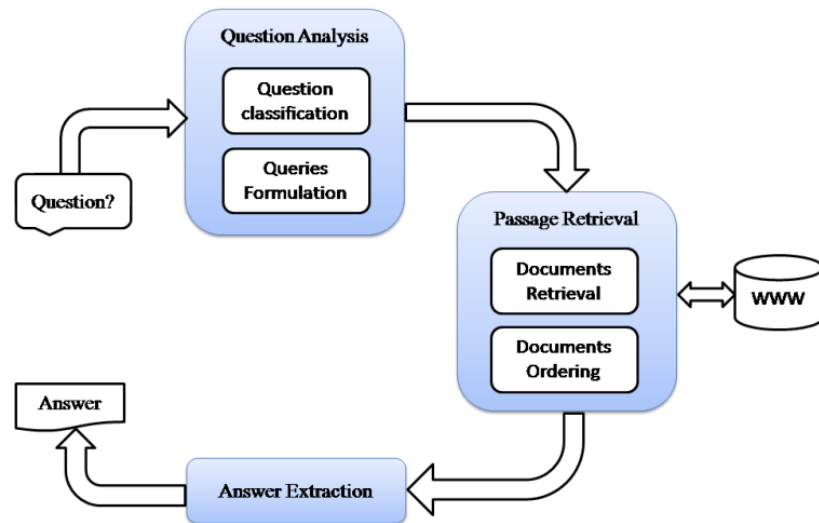 Question Analysis
Question
classification
Queries
Formulation
Question?
Passage Retrieval
Documents
Retrieval
Documents
Ordering
WWW
Answer
Answer Extraction